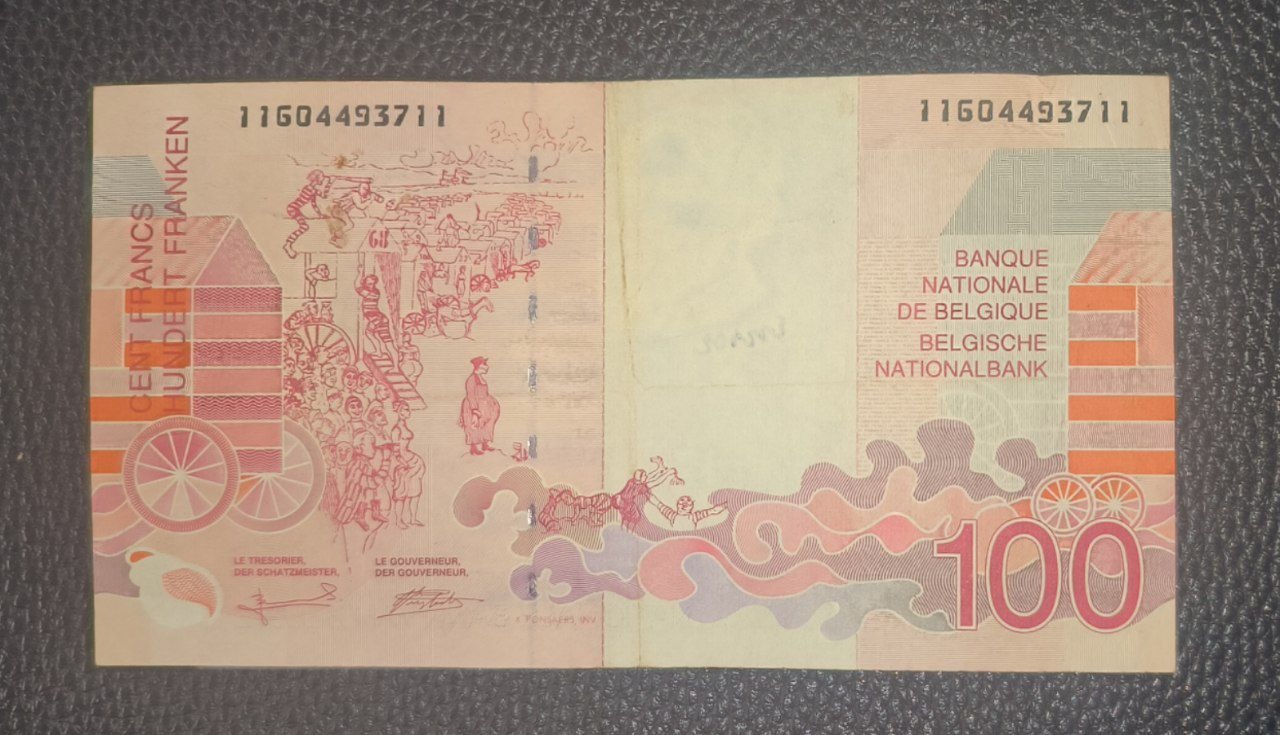 11604493711
11604493711
CENT FRANCS
HUNDERT FRANKEN
68
BANQUE
NATIONALE
DE BELGIQUE
BELGISCHE
NATIONALBANK
LE TRESORIER,
DER SCHATZMEISTER,
LE GOUVERNEUR,
DER GOUVERNEUR,
100